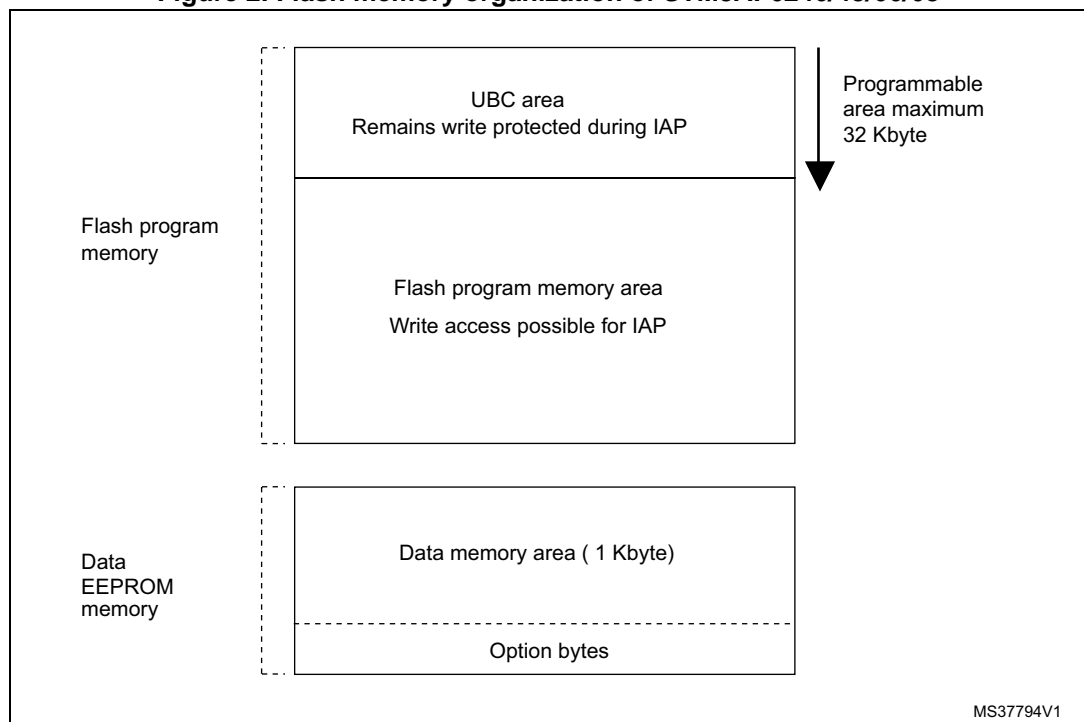 UBC area
Remains write protected during IAP
Programmable
area maximum
32 Kbyte
Flash program
memory
Flash program memory area
Write access possible for IAP
Data
EEPROM
memory
Data memory area ( 1 Kbyte)
Option bytes
MS37794V1